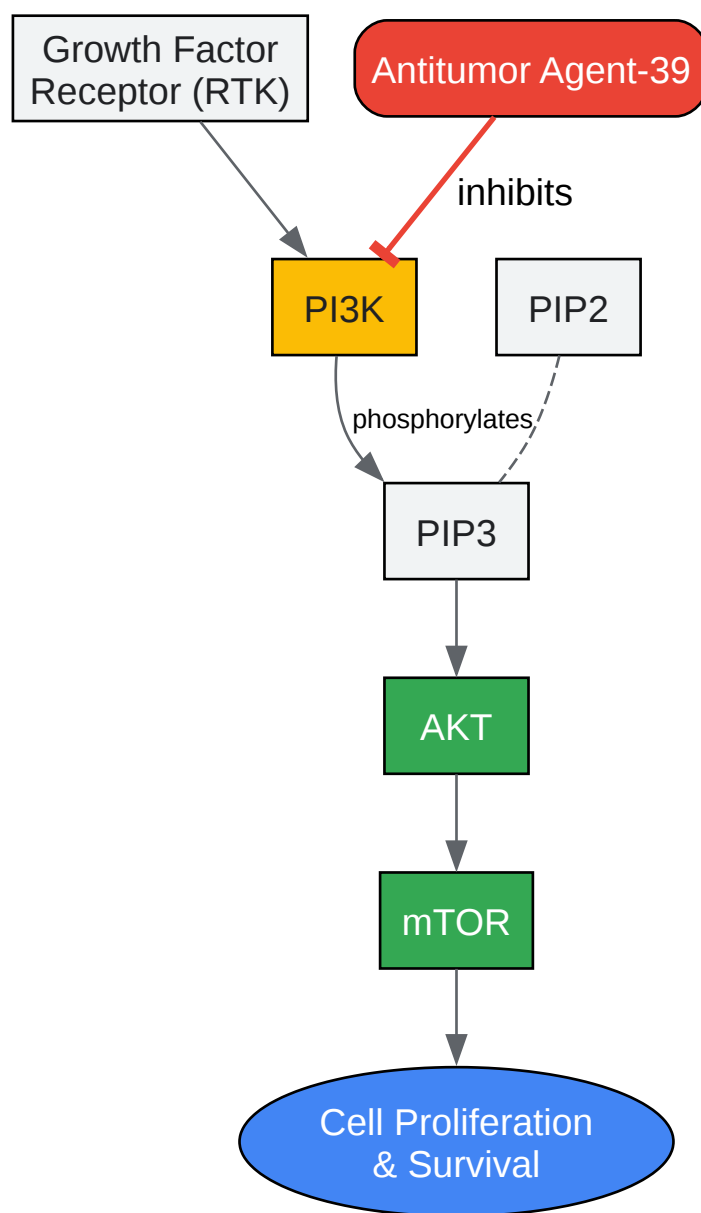 Growth Factor
Receptor (RTK)
Antitumor Agent-39
inhibits
PI3K
PIP2
phosphorylates
PIP3
AKT
mTOR
Cell Proliferation
& Survival